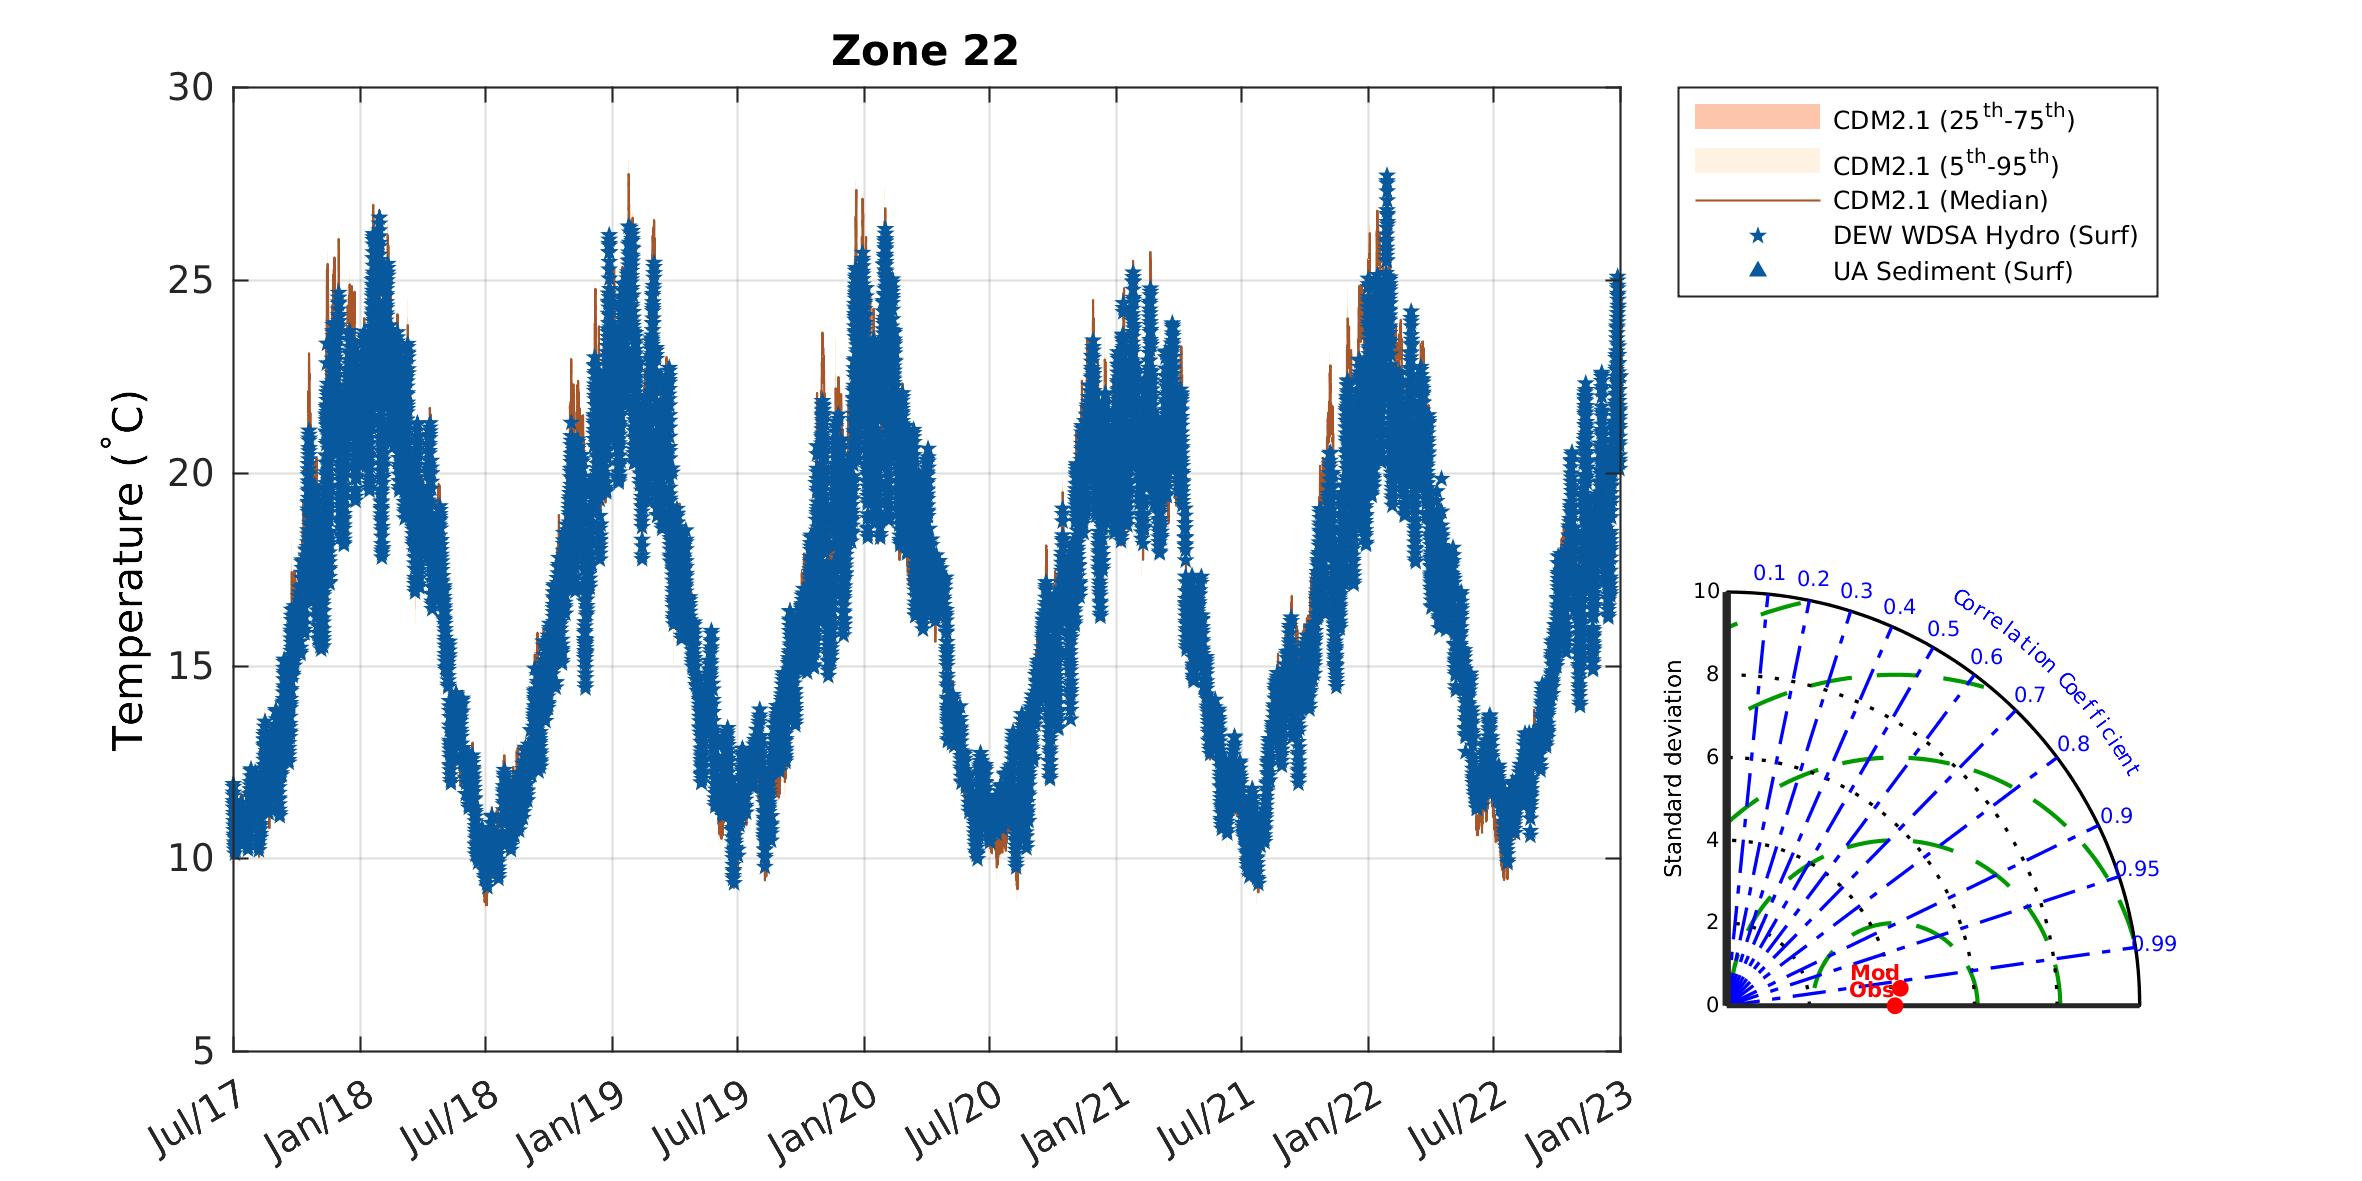 Zone 22
Temperature (˚C)
30
25
20
15
10
5
Jul/17
Jan/18
Jul/18
Jan/19
Jul/19
Jan/20
Jul/20
Jan/21
Jul/21
Jan/22
Jul/22
Jan/23
CDM2.1 (25th-75th)
CDM2.1 (5th-95th)
CDM2.1 (Median)
DEW WDSA Hydro (Surf)
UA Sediment (Surf)
Standard deviation
10
8
6
4
2
0
0.1
0.2
0.3
0.4
0.5
0.6
0.7
0.8
0.9
0.95
0.99
Correlation Coefficient
Mod
Obs